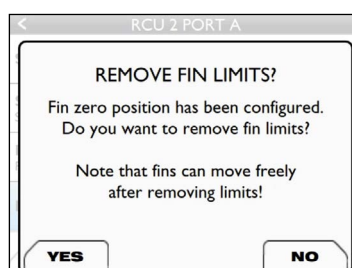 RCU 2 PORT A
REMOVE FIN LIMITS?
Fin zero position has been configured.
Do you want to remove fin limits?
Note that fins can move freely
after removing limits!
YES
NO